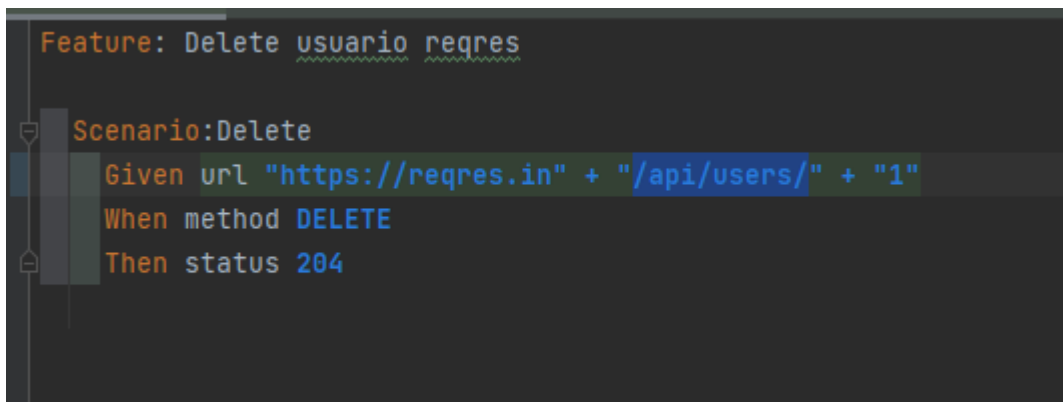 Feature: Delete usuario reqres
Scenario:Delete
Given url "https://reqres.in" + "/api/users/" + "1"
When method DELETE
Then status 204